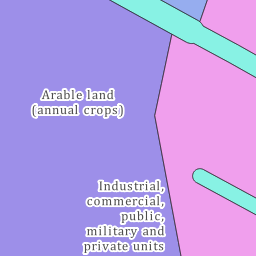 Arable land
(annual crops)
Industrial,
commercial,
public,
military and
private units